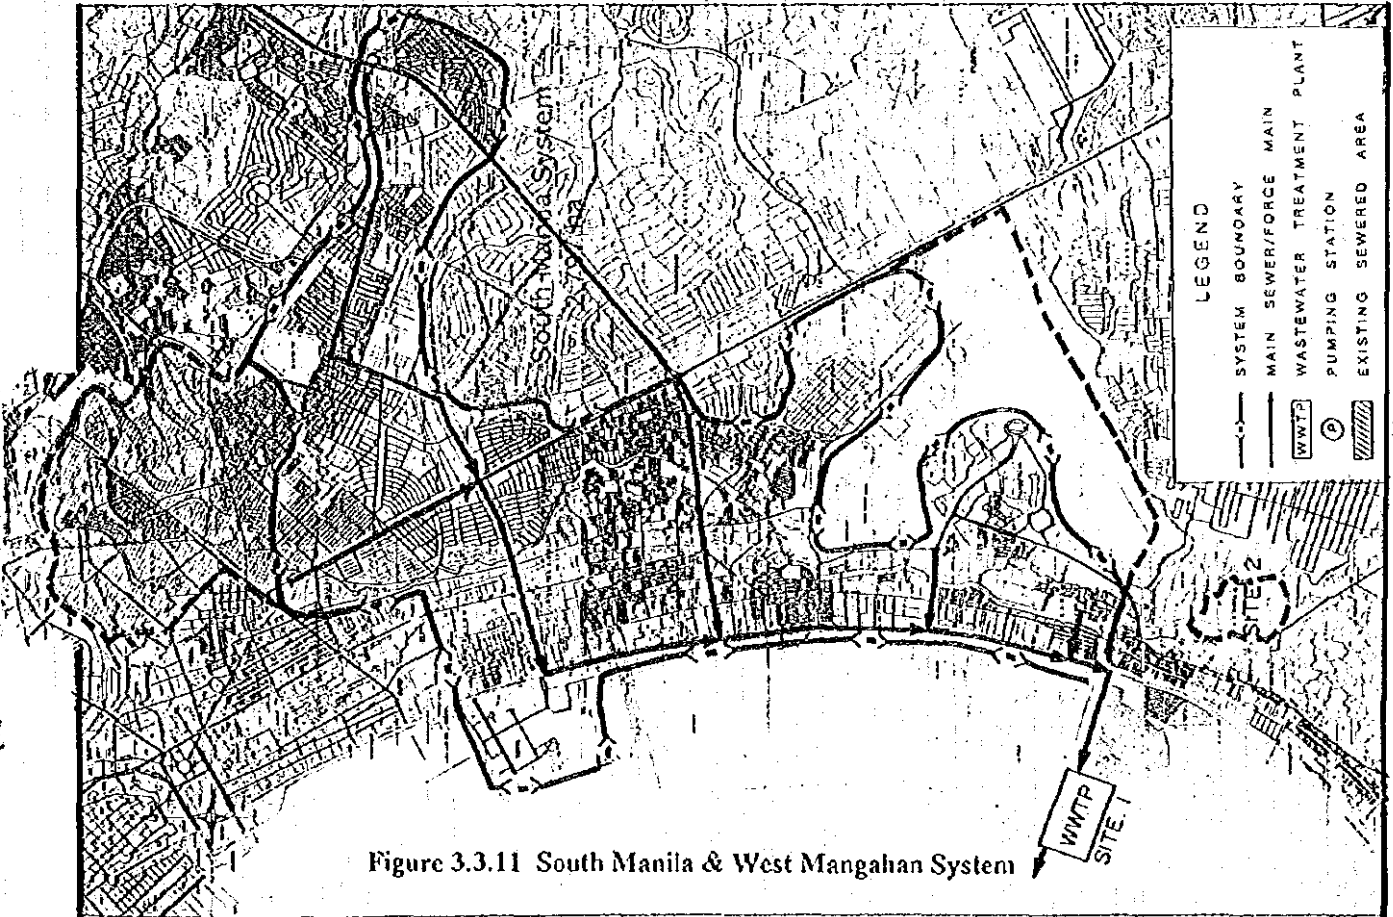 South Manila System
LEGEND
SYSTEM BOUNDARY
MAIN SEWER/FORCE MAIN
WWTP WASTEWATER TREATMENT PLANT
P PUMPING STATION
EXISTING SEWERED AREA
SITE 2
WWTP
SITE. 1
Figure 3.3.11 South Manila & West Mangahan System